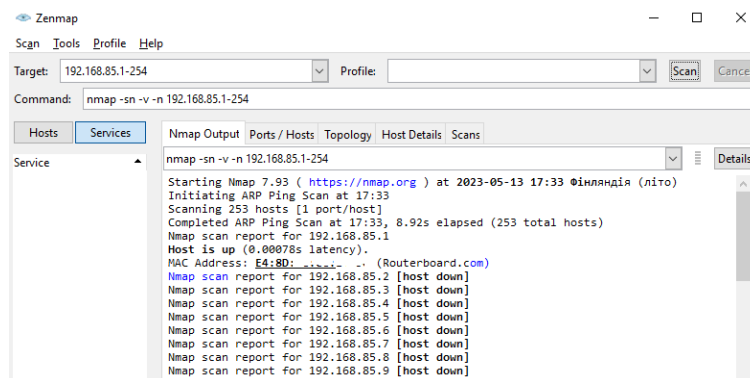 Zenmap
Scan Tools Profile Help
Target: 192.168.85.1-254 Profile: Scan Cance
Command: nmap -sn -v -n 192.168.85.1-254
Hosts Services Nmap Output Ports / Hosts Topology Host Details Scans
Service nmap -sn -v -n 192.168.85.1-254 Details
Starting Nmap 7.93 ( https://nmap.org ) at 2023-05-13 17:33 Фінляндія (літо)
Initiating ARP Ping Scan at 17:33
Scanning 253 hosts [1 port/host]
Completed ARP Ping Scan at 17:33, 8.92s elapsed (253 total hosts)
Nmap scan report for 192.168.85.1
Host is up (0.00078s latency).
MAC Address: E4:8D: (Routerboard.com)
Nmap scan report for 192.168.85.2 [host down]
Nmap scan report for 192.168.85.3 [host down]
Nmap scan report for 192.168.85.4 [host down]
Nmap scan report for 192.168.85.5 [host down]
Nmap scan report for 192.168.85.6 [host down]
Nmap scan report for 192.168.85.7 [host down]
Nmap scan report for 192.168.85.8 [host down]
Nmap scan report for 192.168.85.9 [host down]